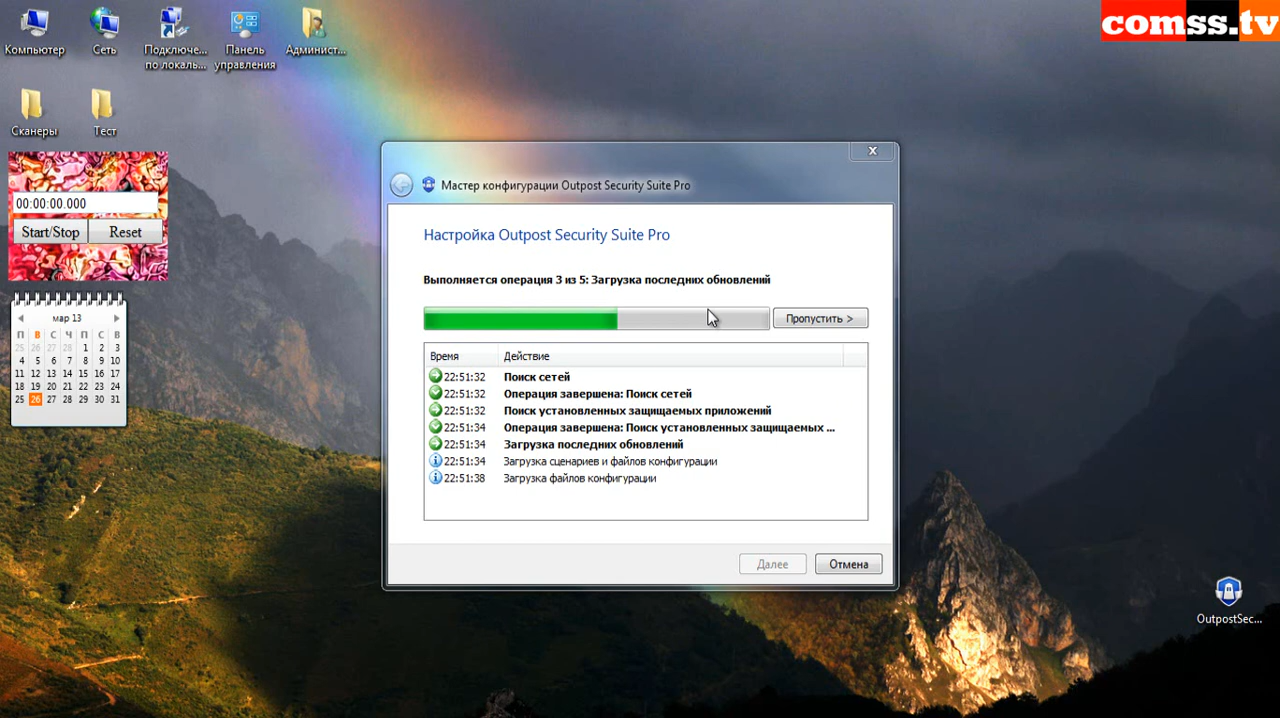 comss.tv
Компьютер
Сеть
Подключе...
по локаль...
Панель
управления
Админист...
Сканеры
Тест
00:00:00.000
Start/Stop
Reset
мар 13
П В С Ч П С В
25 26 27 28 1 2 3
4 5 6 7 8 9 10
11 12 13 14 15 16 17
18 19 20 21 22 23 24
25 26 27 28 29 30 31
X
Мастер конфигурации Outpost Security Suite Pro
Настройка Outpost Security Suite Pro
Выполняется операция 3 из 5: Загрузка последних обновлений
Пропустить >
Время Действие
22:51:32 Поиск сетей
22:51:32 Операция завершена: Поиск сетей
22:51:32 Поиск установленных защищаемых приложений
22:51:34 Операция завершена: Поиск установленных защищаемых ...
22:51:34 Загрузка последних обновлений
22:51:34 Загрузка сценариев и файлов конфигурации
22:51:38 Загрузка файлов конфигурации
Далее
Отмена
OutpostSec...